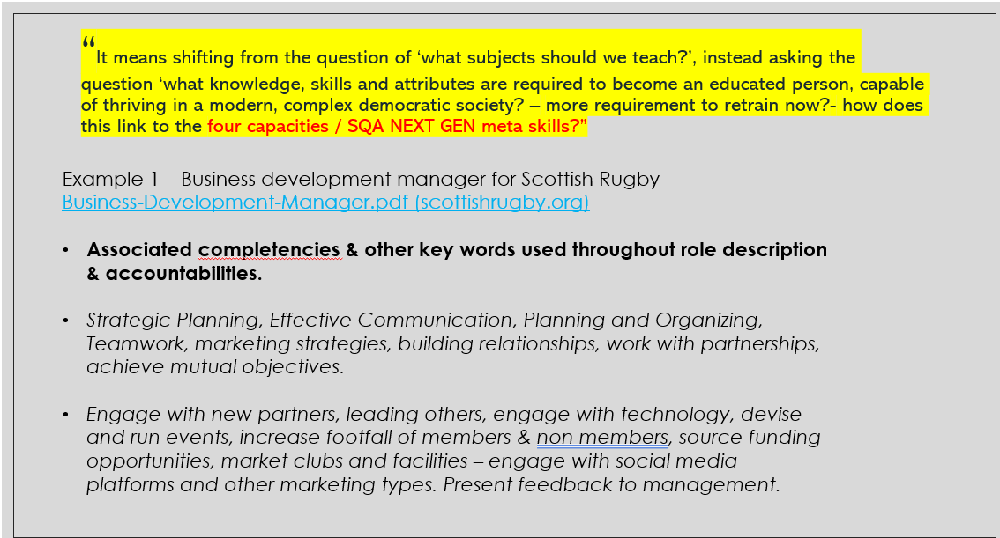 “It means shifting from the question of ‘what subjects should we teach?’, instead asking the
question ‘what knowledge, skills and attributes are required to become an educated person, capable
of thriving in a modern, complex democratic society? – more requirement to retrain now?- how does
this link to the four capacities / SQA NEXT GEN meta skills?”
Example 1 – Business development manager for Scottish Rugby
Business-Development-Manager.pdf (scottishrugby.org)
• Associated completencies & other key words used throughout role description
& accountabilities.
• Strategic Planning, Effective Communication, Planning and Organizing,
Teamwork, marketing strategies, building relationships, work with partnerships,
achieve mutual objectives.
• Engage with new partners, leading others, engage with technology, devise
and run events, increase footfall of members & non members, source funding
opportunities, market clubs and facilities – engage with social media
platforms and other marketing types. Present feedback to management.